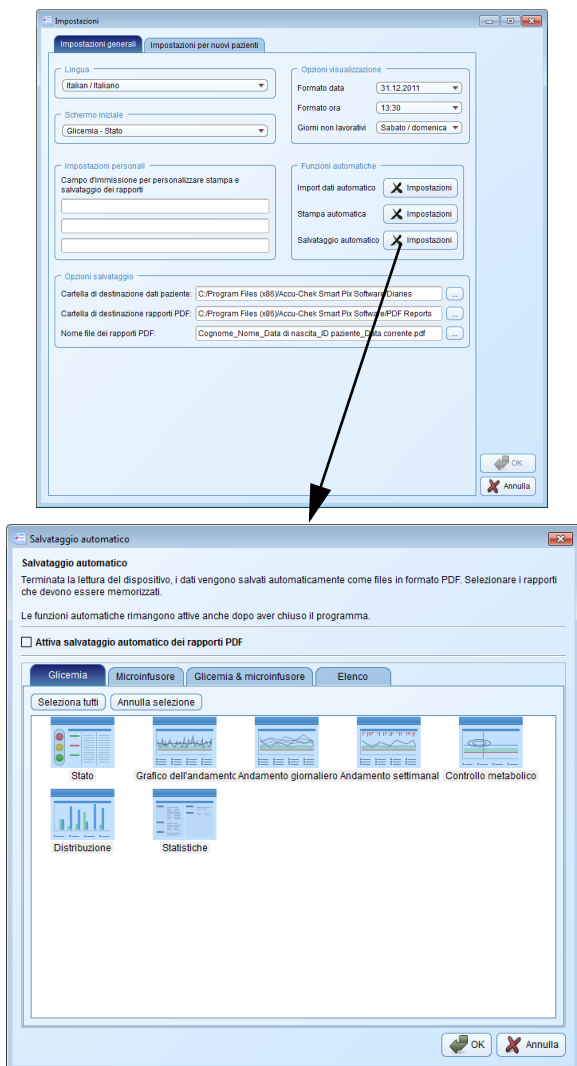 Impostazioni
Impostazioni generali
Impostazioni per nuovi pazienti
Lingua
Italian / Italiano
Opzioni visualizzazione
Formato data
31.12.2011
Formato ora
13:30
Giorni non lavorativi
Sabato / domenica
Schermo iniziale
Glicemia - Stato
Impostazioni personali
Campo d'immissione per personalizzare stampa e
salvataggio dei rapporti
Funzioni automatiche
Import dati automatico
Impostazioni
Stampa automatica
Impostazioni
Salvataggio automatico
Impostazioni
Opzioni salvataggio
Cartella di destinazione dati paziente:
C:/Program Files (x86)/Accu-Chek Smart Pix Software/Diaries
...
Cartella di destinazione rapporti PDF:
C:/Program Files (x86)/Accu-Chek Smart Pix Software/PDF Reports
...
Nome file dei rapporti PDF:
Cognome_Nome_Data di nascita_ID paziente_Data corrente.pdf
...
OK
Annulla
Salvataggio automatico
Salvataggio automatico
Terminata la lettura del dispositivo, i dati vengono salvati automaticamente come files in formato PDF. Selezionare i rapporti
che devono essere memorizzati.
Le funzioni automatiche rimangono attive anche dopo aver chiuso il programma.
Attiva salvataggio automatico dei rapporti PDF
Glicemia
Microinfusore
Glicemia & microinfusore
Elenco
Seleziona tutti
Annulla selezione
Stato
Grafico dell'andamento
Andamento giornaliero
Andamento settimanal
Controllo metabolico
Distribuzione
Statistiche
OK
Annulla